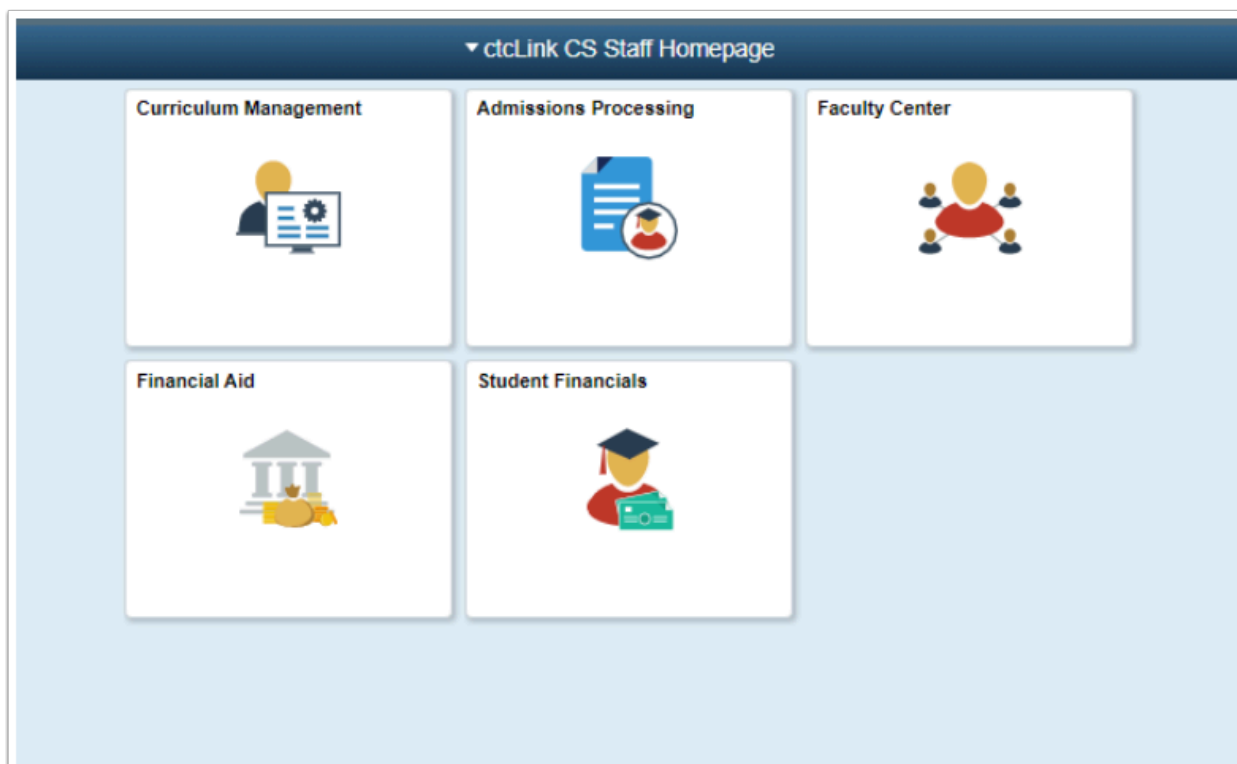 ctcLink CS Staff Homepage
Curriculum Management
Admissions Processing
Faculty Center
Financial Aid
Student Financials